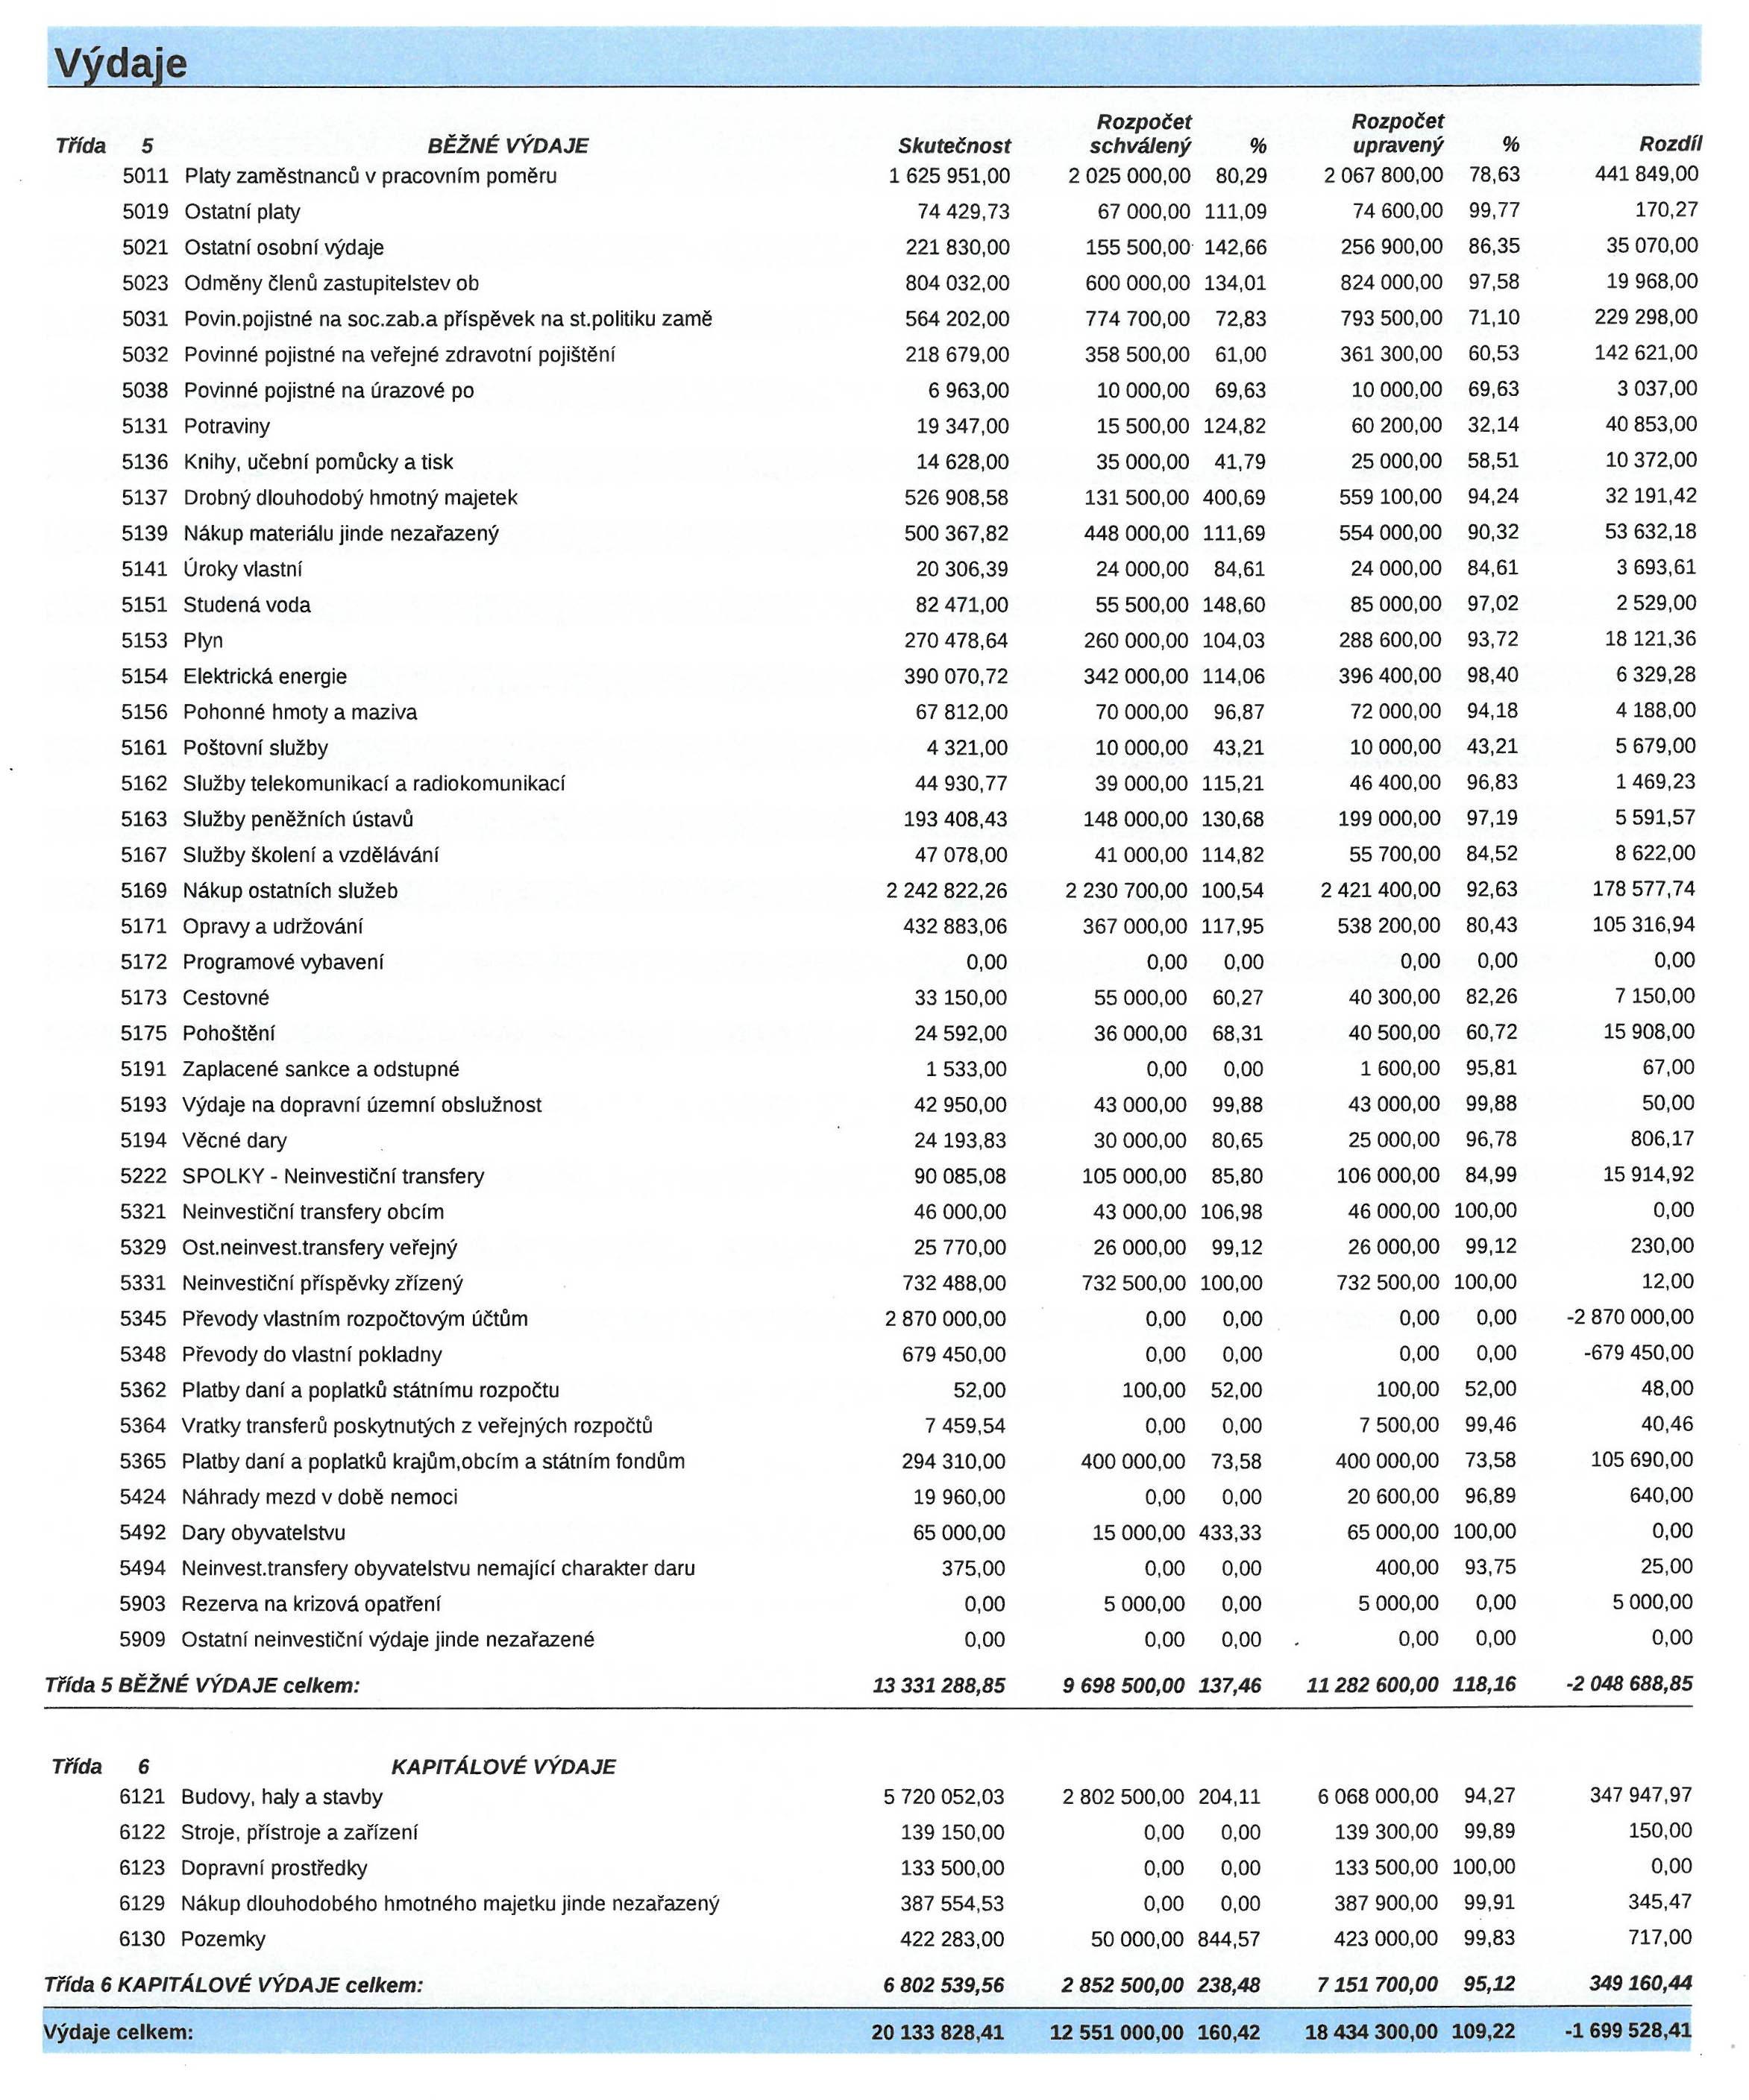 Výdaje
Třída 5 BĚŽNÉ VÝDAJE Skutečnost Rozpočet schválený % Rozpočet upravený % Rozdíl
5011 Platy zaměstnanců v pracovním poměru 1 625 951,00 2 025 000,00 80,29 2 067 800,00 78,63 441 849,00
5019 Ostatní platy 74 429,73 67 000,00 111,09 74 600,00 99,77 170,27
5021 Ostatní osobní výdaje 221 830,00 155 500,00 142,66 256 900,00 86,35 35 070,00
5023 Odměny členů zastupitelstev ob 804 032,00 600 000,00 134,01 824 000,00 97,58 19 968,00
5031 Povin.pojistné na soc.zab.a příspěvek na st.politiku zamě 564 202,00 774 700,00 72,83 793 500,00 71,10 229 298,00
5032 Povinné pojistné na veřejné zdravotní pojištění 218 679,00 358 500,00 61,00 361 300,00 60,53 142 621,00
5038 Povinné pojistné na úrazové po 6 963,00 10 000,00 69,63 10 000,00 69,63 3 037,00
5131 Potraviny 19 347,00 15 500,00 124,82 60 200,00 32,14 40 853,00
5136 Knihy, učební pomůcky a tisk 14 628,00 35 000,00 41,79 25 000,00 58,51 10 372,00
5137 Drobný dlouhodobý hmotný majetek 526 908,58 131 500,00 400,69 559 100,00 94,24 32 191,42
5139 Nákup materiálu jinde nezařazený 500 367,82 448 000,00 111,69 554 000,00 90,32 53 632,18
5141 Úroky vlastní 20 306,39 24 000,00 84,61 24 000,00 84,61 3 693,61
5151 Studená voda 82 471,00 55 500,00 148,60 85 000,00 97,02 2 529,00
5153 Plyn 270 478,64 260 000,00 104,03 288 600,00 93,72 18 121,36
5154 Elektrická energie 390 070,72 342 000,00 114,06 396 400,00 98,40 6 329,28
5156 Pohonné hmoty a maziva 67 812,00 70 000,00 96,87 72 000,00 94,18 4 188,00
5161 Poštovní služby 4 321,00 10 000,00 43,21 10 000,00 43,21 5 679,00
5162 Služby telekomunikací a radiokomunikací 44 930,77 39 000,00 115,21 46 400,00 96,83 1 469,23
5163 Služby peněžních ústavů 193 408,43 148 000,00 130,68 199 000,00 97,19 5 591,57
5167 Služby školení a vzdělávání 47 078,00 41 000,00 114,82 55 700,00 84,52 8 622,00
5169 Nákup ostatních služeb 2 242 822,26 2 230 700,00 100,54 2 421 400,00 92,63 178 577,74
5171 Opravy a udržování 432 883,06 367 000,00 117,95 538 200,00 80,43 105 316,94
5172 Programové vybavení 0,00 0,00 0,00 0,00 0,00 0,00
5173 Cestovné 33 150,00 55 000,00 60,27 40 300,00 82,26 7 150,00
5175 Pohoštění 24 592,00 36 000,00 68,31 40 500,00 60,72 15 908,00
5191 Zaplacené sankce a odstupné 1 533,00 0,00 0,00 1 600,00 95,81 67,00
5193 Výdaje na dopravní územní obslužnost 42 950,00 43 000,00 99,88 43 000,00 99,88 50,00
5194 Věcné dary 24 193,83 30 000,00 80,65 25 000,00 96,78 806,17
5222 SPOLKY - Neinvestiční transfery 90 085,08 105 000,00 85,80 106 000,00 84,99 15 914,92
5321 Neinvestiční transfery obcím 46 000,00 43 000,00 106,98 46 000,00 100,00 0,00
5329 Ost.neinvest.transfery veřejný 25 770,00 26 000,00 99,12 26 000,00 99,12 230,00
5331 Neinvestiční příspěvky zřízený 732 488,00 732 500,00 100,00 732 500,00 100,00 12,00
5345 Převody vlastním rozpočtovým účtům 2 870 000,00 0,00 0,00 0,00 0,00 -2 870 000,00
5348 Převody do vlastní pokladny 679 450,00 0,00 0,00 0,00 0,00 -679 450,00
5362 Platby daní a poplatků státnímu rozpočtu 52,00 100,00 52,00 100,00 52,00 48,00
5364 Vratky transferů poskytnutých z veřejných rozpočtů 7 459,54 0,00 0,00 7 500,00 99,46 40,46
5365 Platby daní a poplatků krajům,obcím a státním fondům 294 310,00 400 000,00 73,58 400 000,00 73,58 105 690,00
5424 Náhrady mezd v době nemoci 19 960,00 0,00 0,00 20 600,00 96,89 640,00
5492 Dary obyvatelstvu 65 000,00 15 000,00 433,33 65 000,00 100,00 0,00
5494 Neinvest.transfery obyvatelstvu nemající charakter daru 375,00 0,00 0,00 400,00 93,75 25,00
5903 Rezerva na krizová opatření 0,00 5 000,00 0,00 5 000,00 0,00 5 000,00
5909 Ostatní neinvestiční výdaje jinde nezařazené 0,00 0,00 0,00 0,00 0,00 0,00
Třída 5 BĚŽNÉ VÝDAJE celkem: 13 331 288,85 9 698 500,00 137,46 11 282 600,00 118,16 -2 048 688,85
Třída 6 KAPITÁLOVÉ VÝDAJE
6121 Budovy, haly a stavby 5 720 052,03 2 802 500,00 204,11 6 068 000,00 94,27 347 947,97
6122 Stroje, přístroje a zařízení 139 150,00 0,00 0,00 139 300,00 99,89 150,00
6123 Dopravní prostředky 133 500,00 0,00 0,00 133 500,00 100,00 0,00
6129 Nákup dlouhodobého hmotného majetku jinde nezařazený 387 554,53 0,00 0,00 387 900,00 99,91 345,47
6130 Pozemky 422 283,00 50 000,00 844,57 423 000,00 99,83 717,00
Třída 6 KAPITÁLOVÉ VÝDAJE celkem: 6 802 539,56 2 852 500,00 238,48 7 151 700,00 95,12 349 160,44
Výdaje celkem: 20 133 828,41 12 551 000,00 160,42 18 434 300,00 109,22 -1 699 528,41